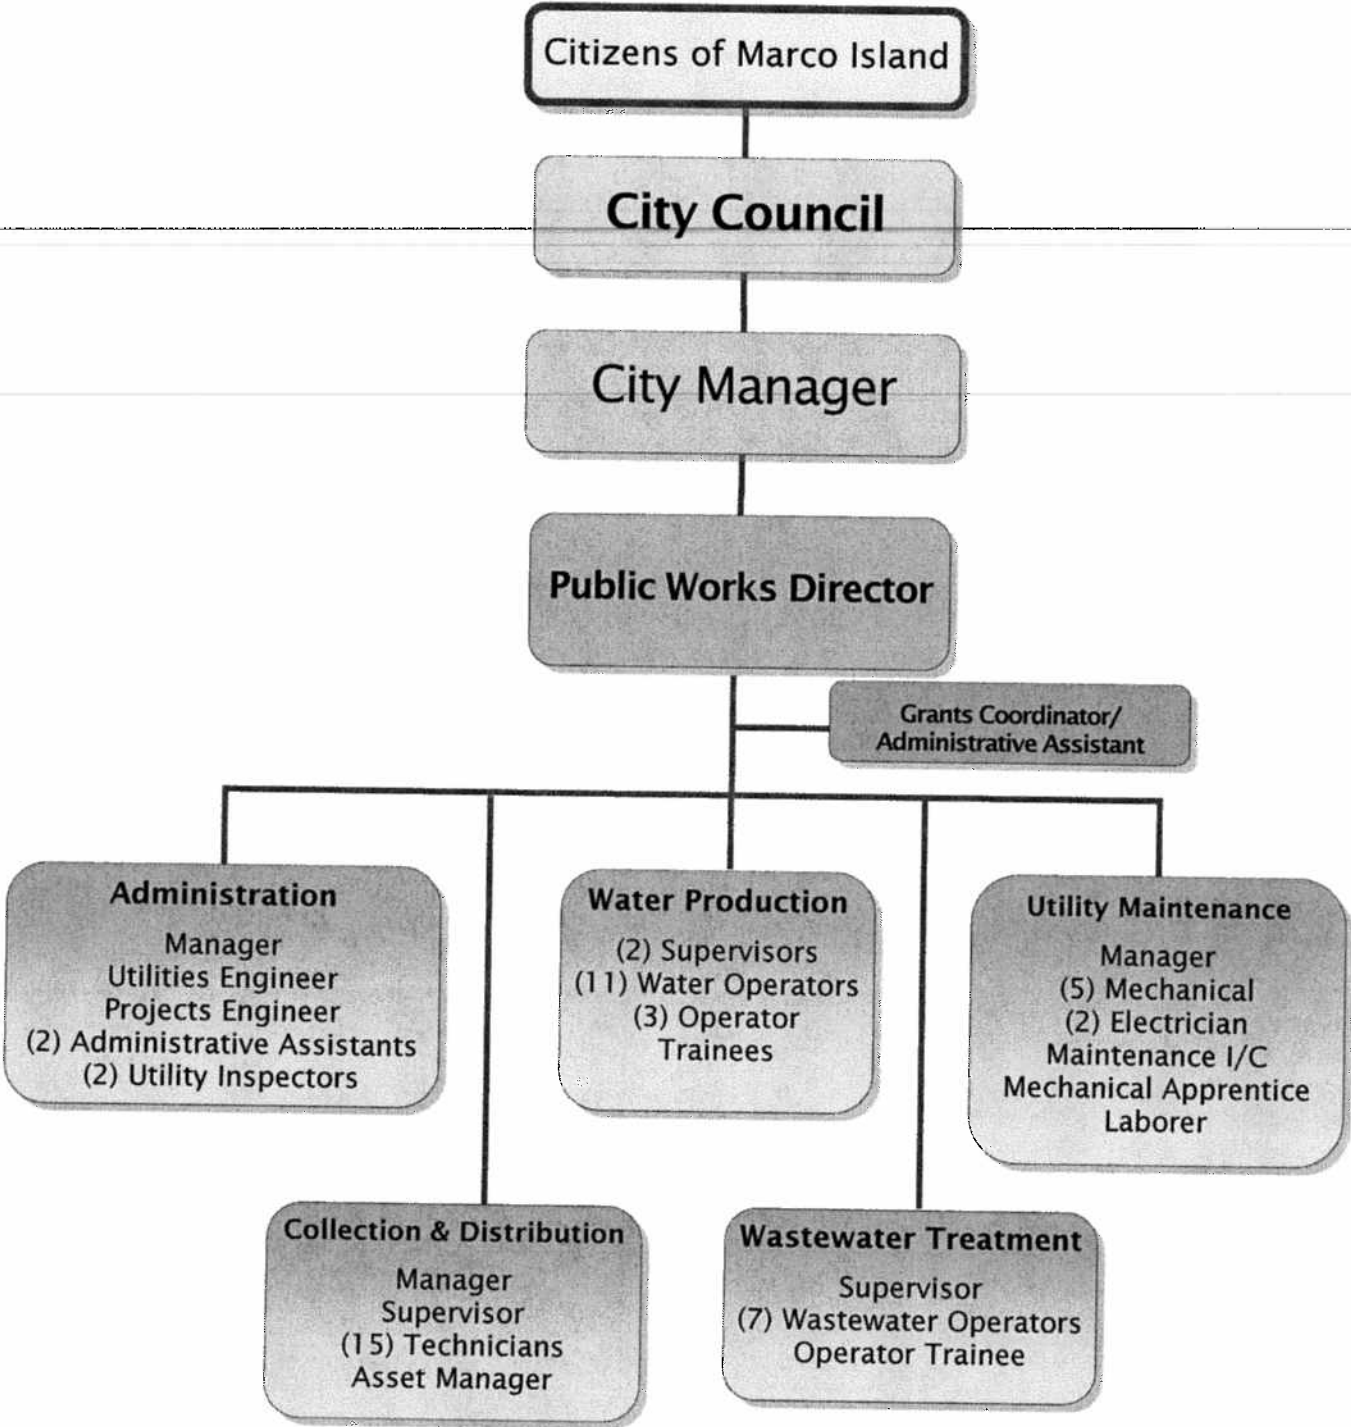 Citizens of Marco Island
City Council
City Manager
Public Works Director
Grants Coordinator/
Administrative Assistant
Administration
Manager
Utilities Engineer
Projects Engineer
(2) Administrative Assistants
(2) Utility Inspectors
Water Production
(2) Supervisors
(11) Water Operators
(3) Operator
Trainees
Utility Maintenance
Manager
(5) Mechanical
(2) Electrician
Maintenance I/C
Mechanical Apprentice
Laborer
Collection & Distribution
Manager
Supervisor
(15) Technicians
Asset Manager
Wastewater Treatment
Supervisor
(7) Wastewater Operators
Operator Trainee